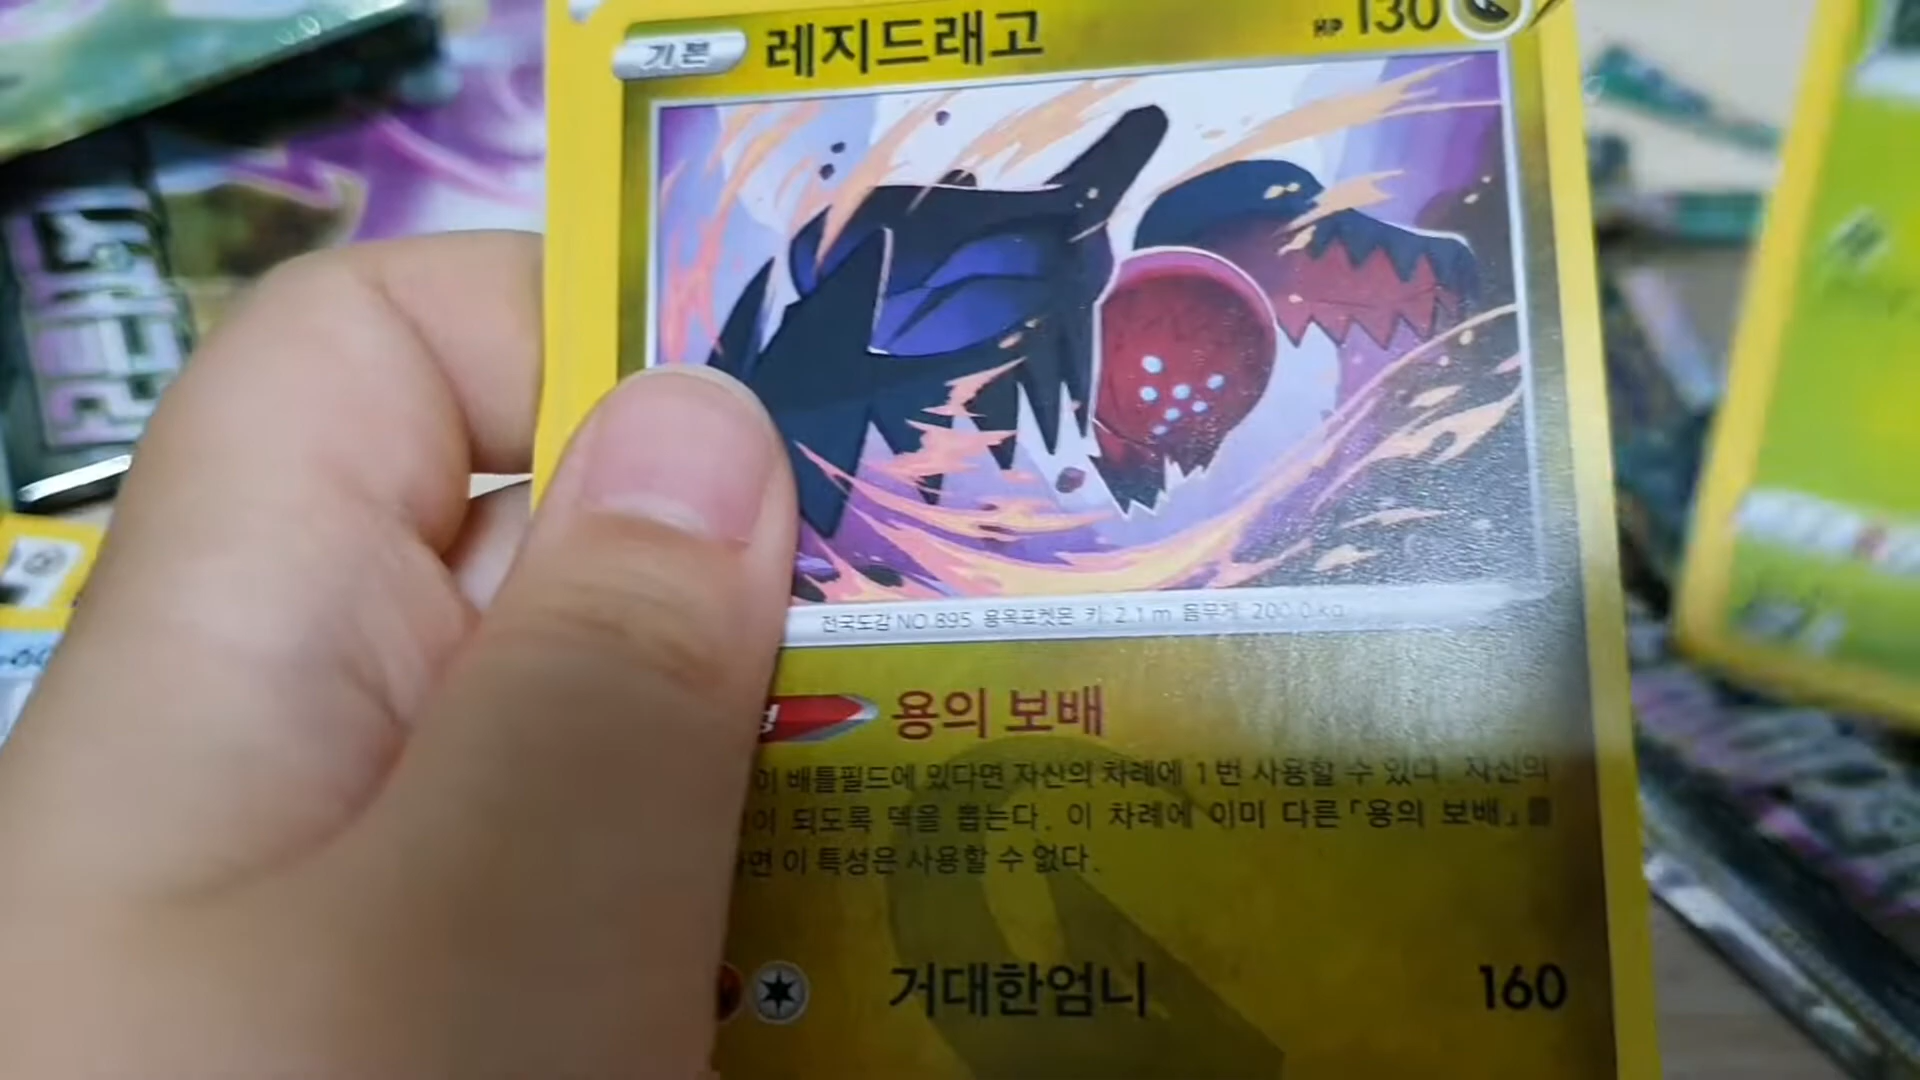 기본 레지드래고 HP 130
전국도감 NO.895 용옥포켓몬 키: 2.1 m 몸무게: 200.0 kg
용의 보배
이 배틀필드에 있다면 자신의 차례에 1번 사용할 수 있다. 자신의
이 되도록 덱을 뽑는다. 이 차례에 이미 다른 「용의 보배」를
면 이 특성은 사용할 수 없다.
거대한엄니 160